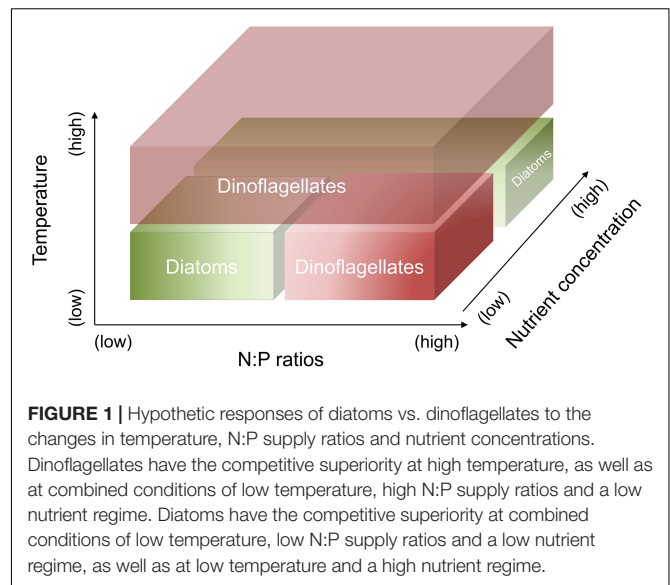 Temperature
(high)
(low)
Dinoflagellates
Diatoms
Diatoms
Dinoflagellates
(low)
(high)
N:P ratios
(low)
(high)
Nutrient concentration
FIGURE 1 | Hypothetic responses of diatoms vs. dinoflagellates to the
changes in temperature, N:P supply ratios and nutrient concentrations.
Dinoflagellates have the competitive superiority at high temperature, as well as
at combined conditions of low temperature, high N:P supply ratios and a low
nutrient regime. Diatoms have the competitive superiority at combined
conditions of low temperature, low N:P supply ratios and a low nutrient
regime, as well as at low temperature and a high nutrient regime.